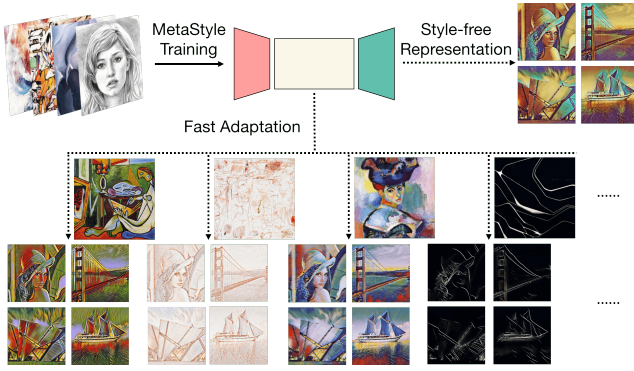 MetaStyle
Training
Style-free
Representation
Fast Adaptation
......
......